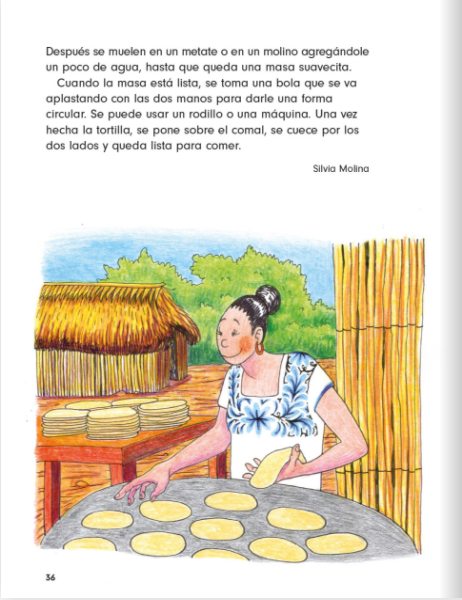 Después se muelen en un metate o en un molino agregándole
un poco de agua, hasta que queda una masa suavecita.
Cuando la masa está lista, se toma una bola que se va
aplastando con las dos manos para darle una forma
circular. Se puede usar un rodillo o una máquina. Una vez
hecha la tortilla, se pone sobre el comal, se cuece por los
dos lados y queda lista para comer.
Silvia Molina
36